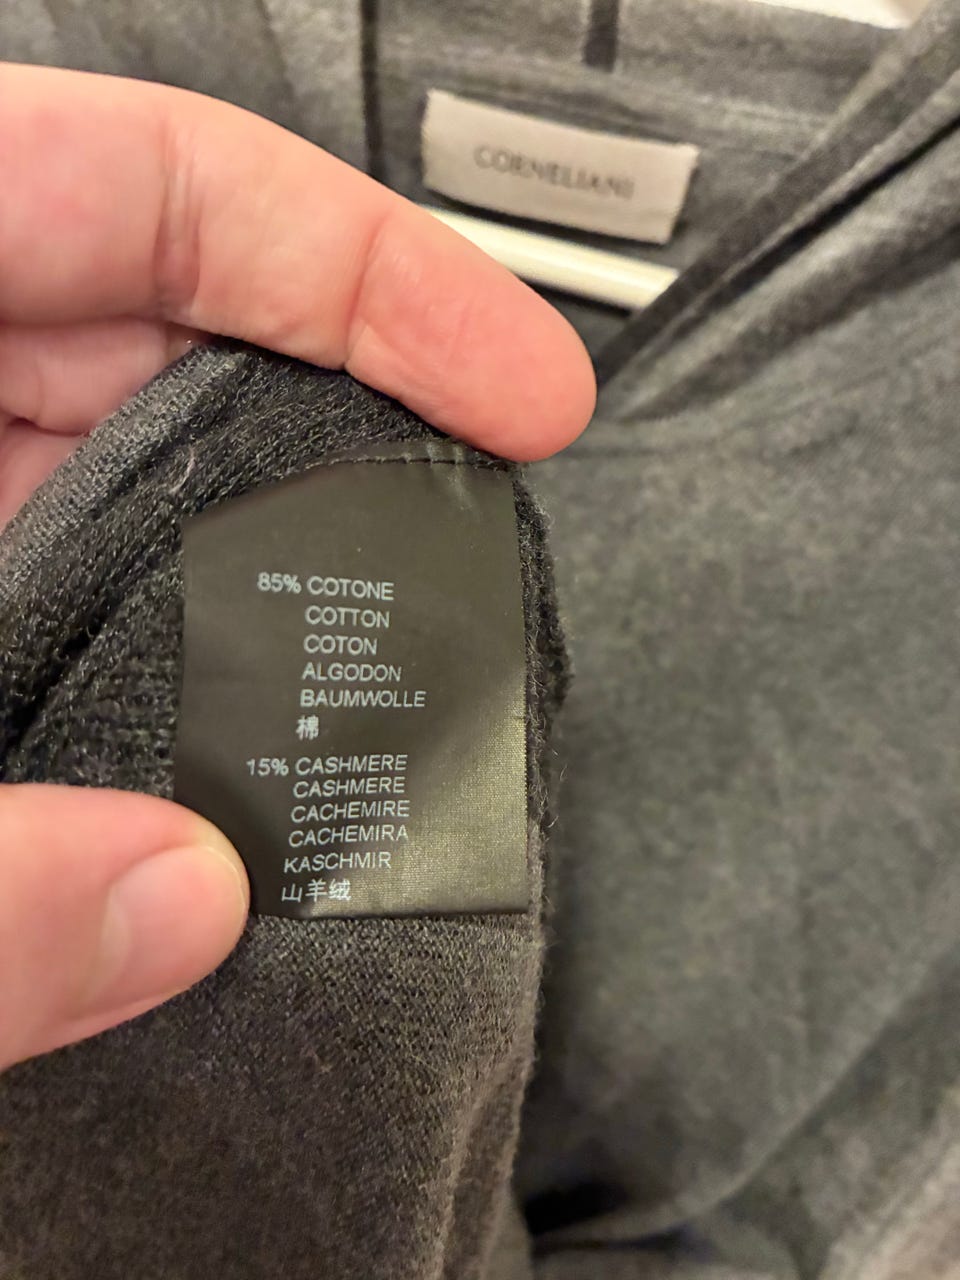 CORNELIANI
85% COTONE
COTTON
COTON
ALGODON
BAUMWOLLE
棉
15% CASHMERE
CASHMERE
CACHEMIRE
CACHEMIRA
KASCHMIR
山羊绒